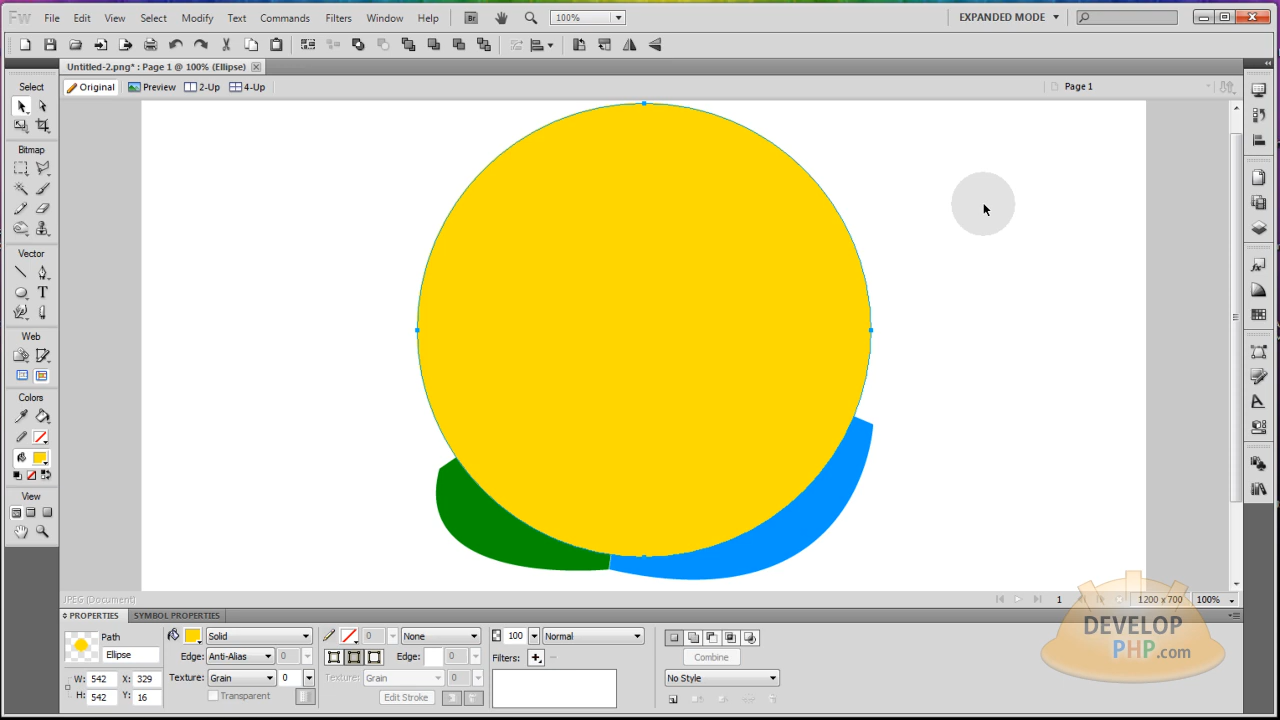 Fw File Edit View Select Modify Text Commands Filters Window Help Br 100% EXPANDED MODE
Untitled-2.png* : Page 1 @ 100% (Ellipse)
Select Original Preview 2-Up 4-Up Page 1
Bitmap
Vector
T
Web
Colors
View
JPEG (Document) 1 1200 x 700 100%
PROPERTIES SYMBOL PROPERTIES
Path Solid 0 None 100 Normal
Ellipse Edge: Anti-Alias 0 Edge: 0 Filters: Combine
W: 542 X: 329 Texture: Grain 0 Texture: Grain 0 No Style
H: 542 Y: 16 Transparent Edit Stroke
DEVELOP
PHP.com